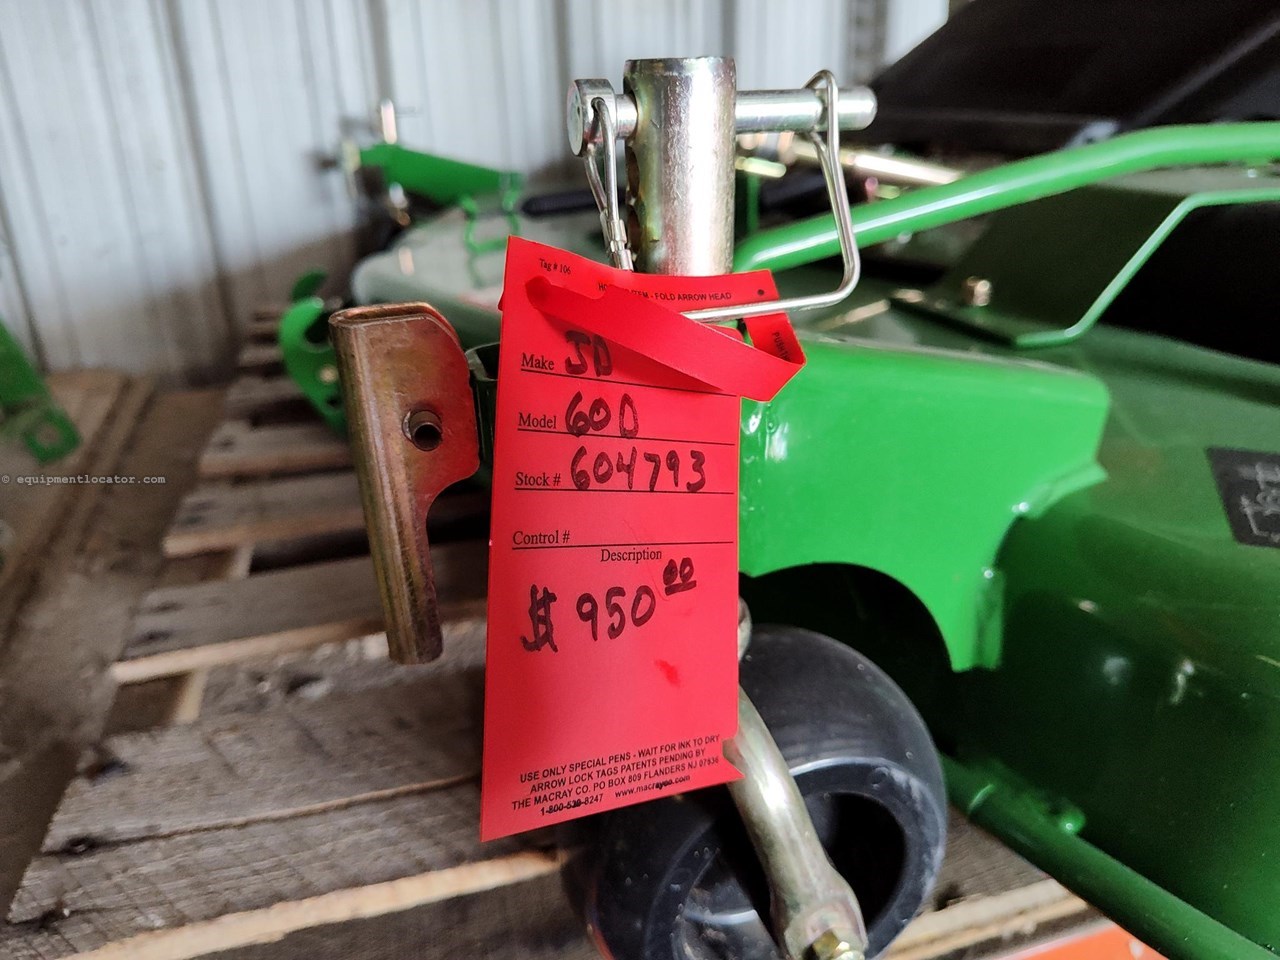 Tag # 106
ITEM - FOLD ARROW HEAD
Make JD
Model 60D
Stock # 604793
Control #
Description
$ 950 00
USE ONLY SPECIAL PENS - WAIT FOR INK TO DRY
ARROW LOCK TAGS PATENTS PENDING BY
THE MACRAY CO. PO BOX 809 FLANDERS NJ 07836
www.macrayco.com
© equipmentlocator.com